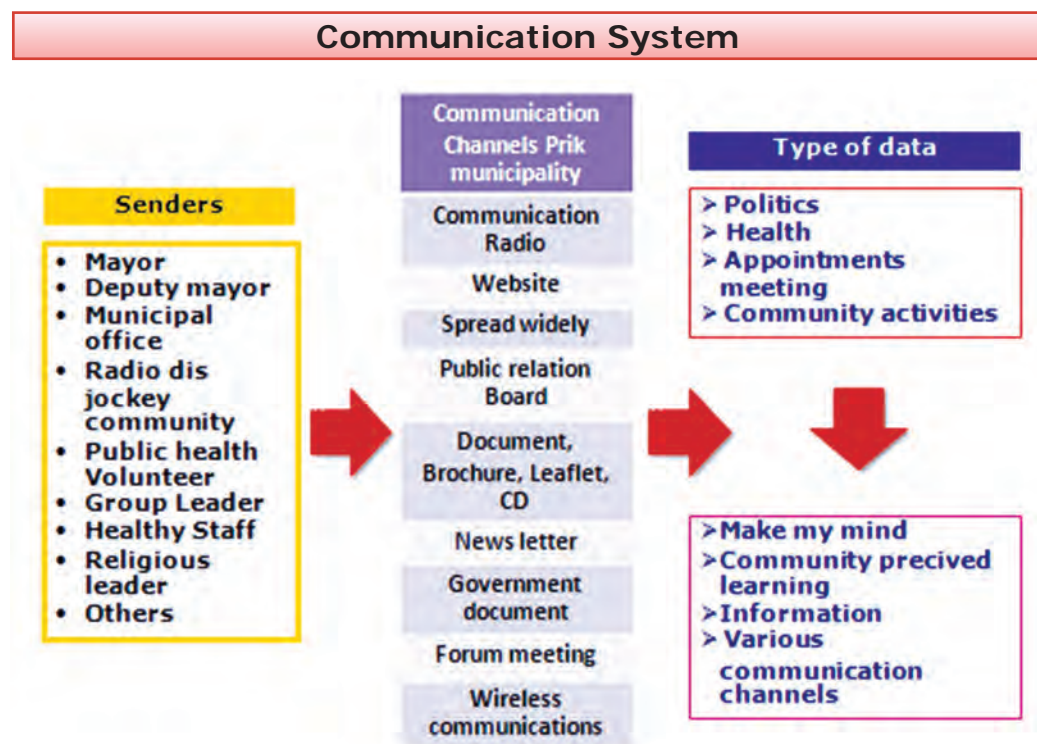 Communication System
Senders
• Mayor
• Deputy mayor
• Municipal
office
• Radio dis
jockey
community
• Public health
Volunteer
• Group Leader
• Healthy Staff
• Religious
leader
• Others
Communication
Channels Prik
municipality
Communication
Radio
Website
Spread widely
Public relation
Board
Document,
Brochure, Leaflet,
CD
News letter
Government
document
Forum meeting
Wireless
communications
Type of data
➢ Politics
➢ Health
➢ Appointments
meeting
➢ Community activities
➢Make my mind
➢Community precived
learning
➢Information
➢ Various
communication
channels